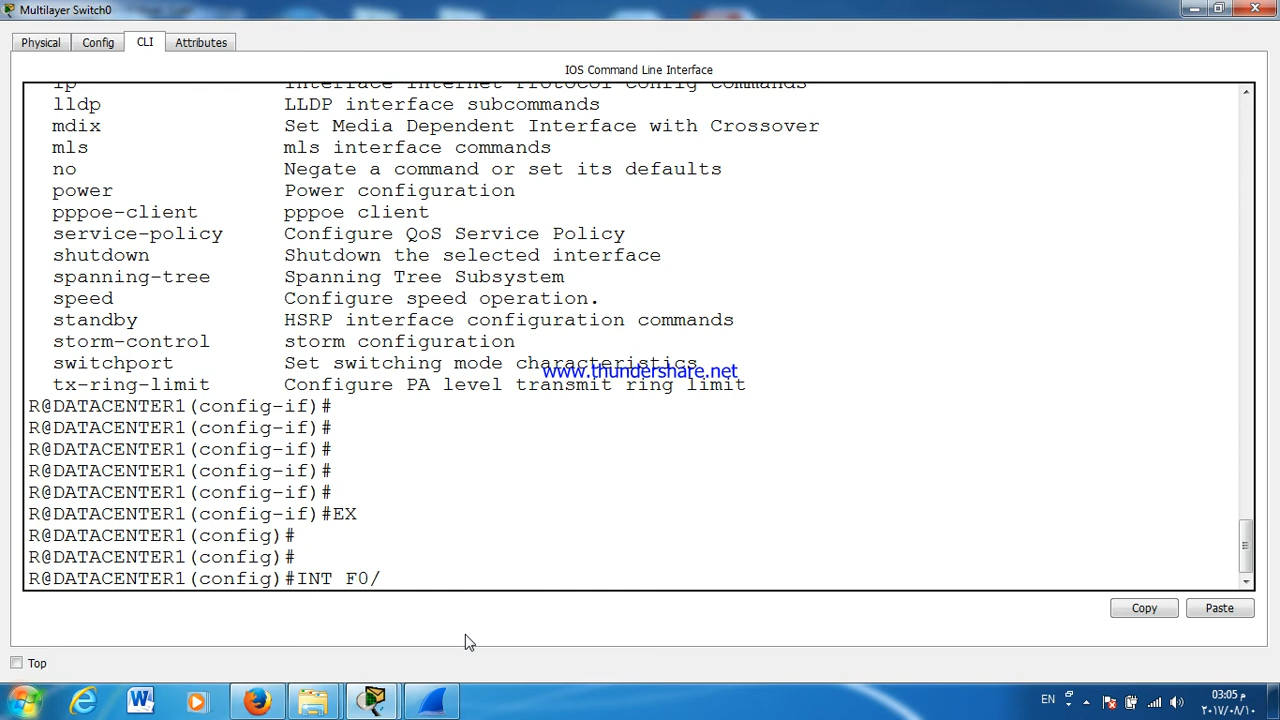 Multilayer Switch0
Physical Config CLI Attributes
IOS Command Line Interface
ip Interface Internet Protocol config commands
lldp LLDP interface subcommands
mdix Set Media Dependent Interface with Crossover
mls mls interface commands
no Negate a command or set its defaults
power Power configuration
pppoe-client pppoe client
service-policy Configure QoS Service Policy
shutdown Shutdown the selected interface
spanning-tree Spanning Tree Subsystem
speed Configure speed operation.
standby HSRP interface configuration commands
storm-control storm configuration
switchport Set switching mode characteristics
www.thundershare.net
tx-ring-limit Configure PA level transmit ring limit
R@DATACENTER1(config-if)#
R@DATACENTER1(config-if)#
R@DATACENTER1(config-if)#
R@DATACENTER1(config-if)#
R@DATACENTER1(config-if)#
R@DATACENTER1(config-if)#EX
R@DATACENTER1(config)#
R@DATACENTER1(config)#
R@DATACENTER1(config)#INT F0/
Copy Paste
Top
EN
03:05 م
٢٠١٧/٠٨/١٠